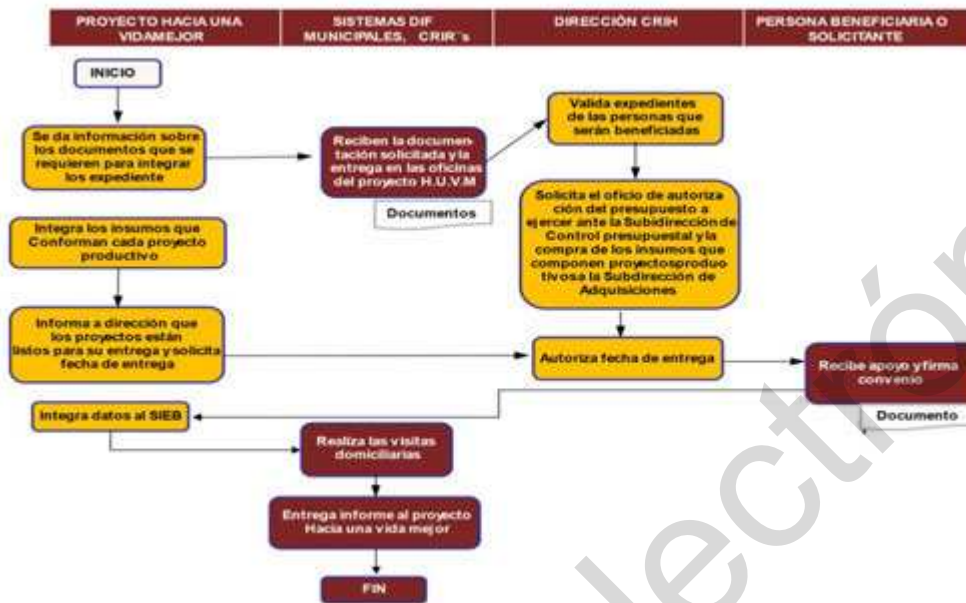 PROYECTO HACIA UNA
VIDAMEJOR
SISTEMAS DIF
MUNICIPALES, CRIR´s
DIRECCIÓN CRIH
PERSONA BENEFICIARIA O
SOLICITANTE
INICIO
Se da información sobre
los documentos que se
requieren para integrar
los expediente
Reciben la documen-
tación solicitada y la
entrega en las oficinas
del proyecto H.U.V.M
Documentos
Valida expedientes
de las personas que
serán beneficiadas
Solicita el oficio de autoriza
ción del presupuesto a
ejercer ante la Subidirección de
Control presupuestal y la
compra de los insumos que
componen proyectosproduo
tivosa la Subdirección de
Adquisiciones
Integra los insumos que
Conforman cada proyecto
productivo
Informa a dirección que
los proyectos están
listos para su entrega y solicita
fecha de entrega
Autoriza fecha de entrega
Recibe apoyo yfirma
convenio
Documento
Integra datos al SIEB
Realiza las visitas
domiciliarias
Entrega informe al proyecto
Hacia una vida mejor
FIN
lectrón